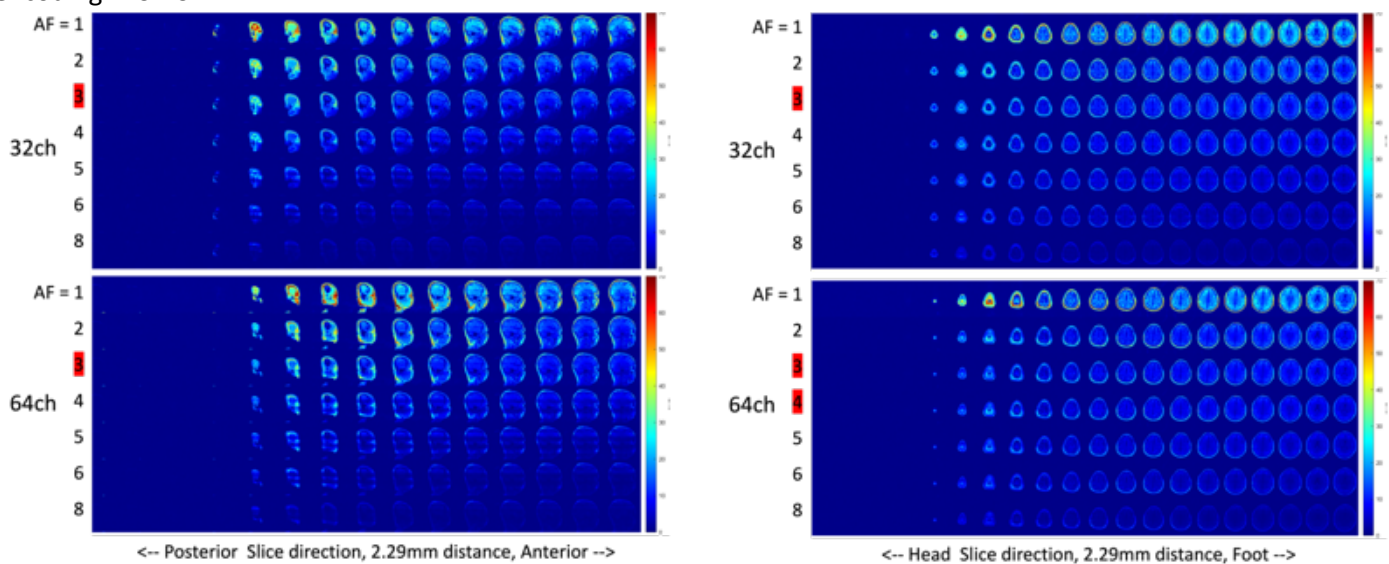 AF = 1
2
3
4
5
6
8
32ch
AF = 1
2
3
4
5
6
8
64ch
<-- Posterior Slice direction, 2.29mm distance, Anterior -->
AF = 1
2
3
4
5
6
8
32ch
AF = 1
2
3
4
5
6
8
64ch
<-- Head Slice direction, 2.29mm distance, Foot -->